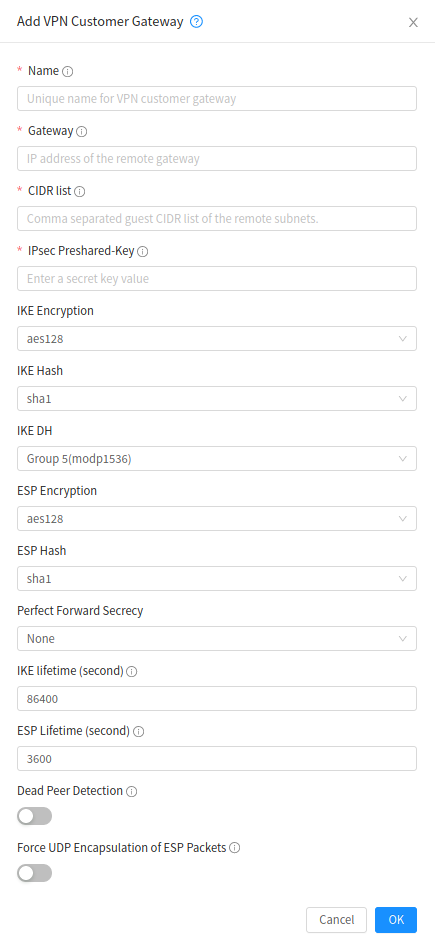 Add VPN Customer Gateway
* Name
Unique name for VPN customer gateway
* Gateway
IP address of the remote gateway
* CIDR list
Comma separated guest CIDR list of the remote subnets.
* IPsec Preshared-Key
Enter a secret key value
IKE Encryption
aes128
IKE Hash
sha1
IKE DH
Group 5(modp1536)
ESP Encryption
aes128
ESP Hash
sha1
Perfect Forward Secrecy
None
IKE lifetime (second)
86400
ESP Lifetime (second)
3600
Dead Peer Detection
Force UDP Encapsulation of ESP Packets
Cancel OK